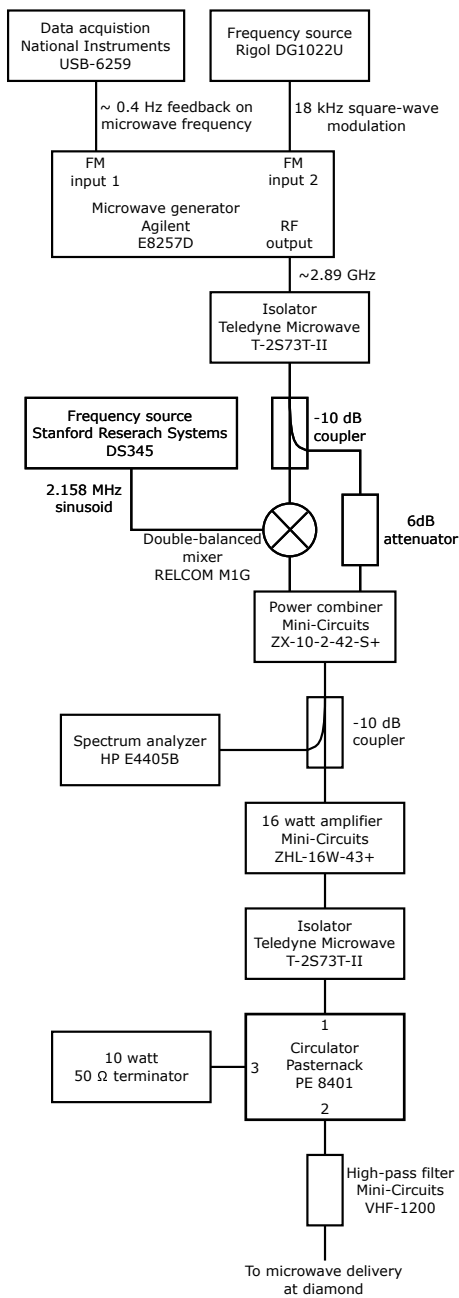 Data acquistion
National Instruments
USB-6259
Frequency source
Rigol DG1022U
~ 0.4 Hz feedback on
microwave frequency
18 kHz square-wave
modulation
FM
input 1
FM
input 2
Microwave generator
Agilent
E8257D
RF
output
~2.89 GHz
Isolator
Teledyne Microwave
T-2S73T-II
-10 dB
coupler
Frequency source
Stanford Reserach Systems
DS345
2.158 MHz
sinusoid
6dB
attenuator
Double-balanced
mixer
RELCOM M1G
Power combiner
Mini-Circuits
ZX-10-2-42-S+
-10 dB
coupler
Spectrum analyzer
HP E4405B
16 watt amplifier
Mini-Circuits
ZHL-16W-43+
Isolator
Teledyne Microwave
T-2S73T-II
1
10 watt
50 Ω terminator
3
Circulator
Pasternack
PE 8401
2
High-pass filter
Mini-Circuits
VHF-1200
To microwave delivery
at diamond